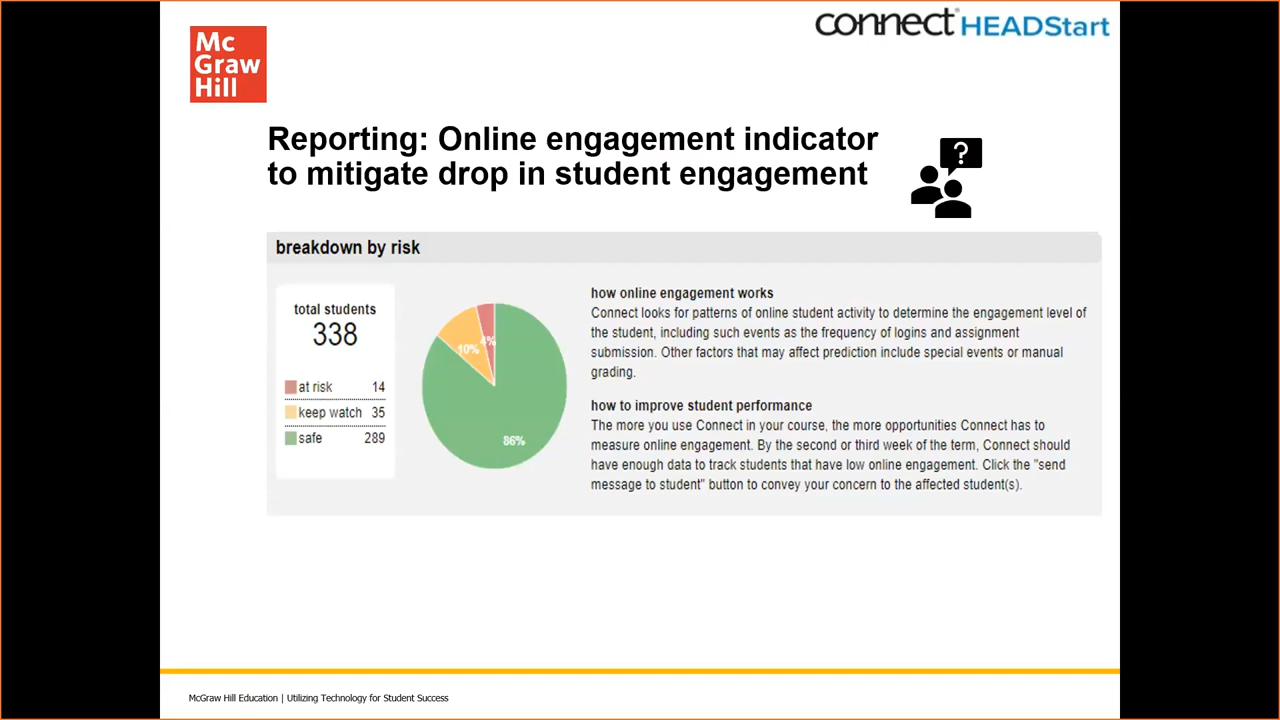 connect HEADStart
Mc
Graw
Hill
Reporting: Online engagement indicator
to mitigate drop in student engagement
?
breakdown by risk
total students
338
at risk 14
keep watch 35
safe 289
4%
10%
86%
how online engagement works
Connect looks for patterns of online student activity to determine the engagement level of
the student, including such events as the frequency of logins and assignment
submission. Other factors that may affect prediction include special events or manual
grading.
how to improve student performance
The more you use Connect in your course, the more opportunities Connect has to
measure online engagement. By the second or third week of the term, Connect should
have enough data to track students that have low online engagement. Click the "send
message to student" button to convey your concern to the affected student(s).
McGraw Hill Education | Utilizing Technology for Student Success